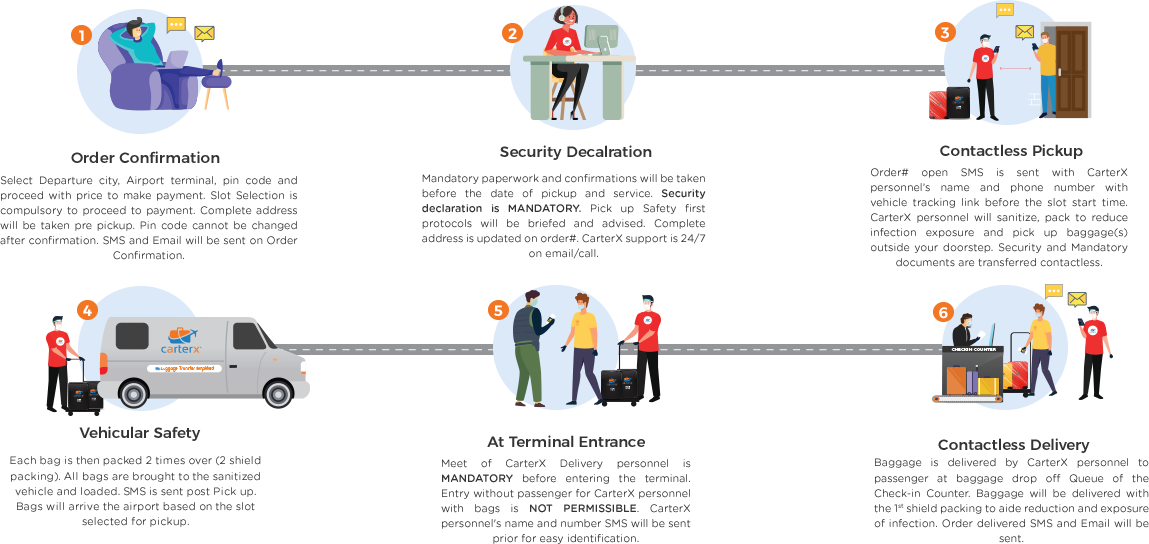 1
Order Confirmation
Select Departure city, Airport terminal, pin code and
proceed with price to make payment. Slot Selection is
compulsory to proceed to payment. Complete address
will be taken pre pickup. Pin code cannot be changed
after confirmation. SMS and Email will be sent on Order
Confirmation.
2
Security Decalration
Mandatory paperwork and confirmations will be taken
before the date of pickup and service. Security
declaration is MANDATORY. Pick up Safety first
protocols will be briefed and advised. Complete
address is updated on order#. CarterX support is 24/7
on email/call.
3
Contactless Pickup
Order# open SMS is sent with CarterX
personnel's name and phone number with
vehicle tracking link before the slot start time.
CarterX personnel will sanitize, pack to reduce
infection exposure and pick up baggage(s)
outside your doorstep. Security and Mandatory
documents are transferred contactless.
4
carterx
Luggage Transfer Simplified
Vehicular Safety
Each bag is then packed 2 times over (2 shield
packing). All bags are brought to the sanitized
vehicle and loaded. SMS is sent post Pick up.
Bags will arrive the airport based on the slot
selected for pickup.
5
At Terminal Entrance
Meet of CarterX Delivery personnel is
MANDATORY before entering the terminal.
Entry without passenger for CarterX personnel
with bags is NOT PERMISSIBLE. CarterX
personnel's name and number SMS will be sent
prior for easy identification.
6
CHECK-IN COUNTER
Contactless Delivery
Baggage is delivered by CarterX personnel to
passenger at baggage drop off Queue of the
Check-in Counter. Baggage will be delivered with
the 1st shield packing to aide reduction and exposure
of infection. Order delivered SMS and Email will be
sent.